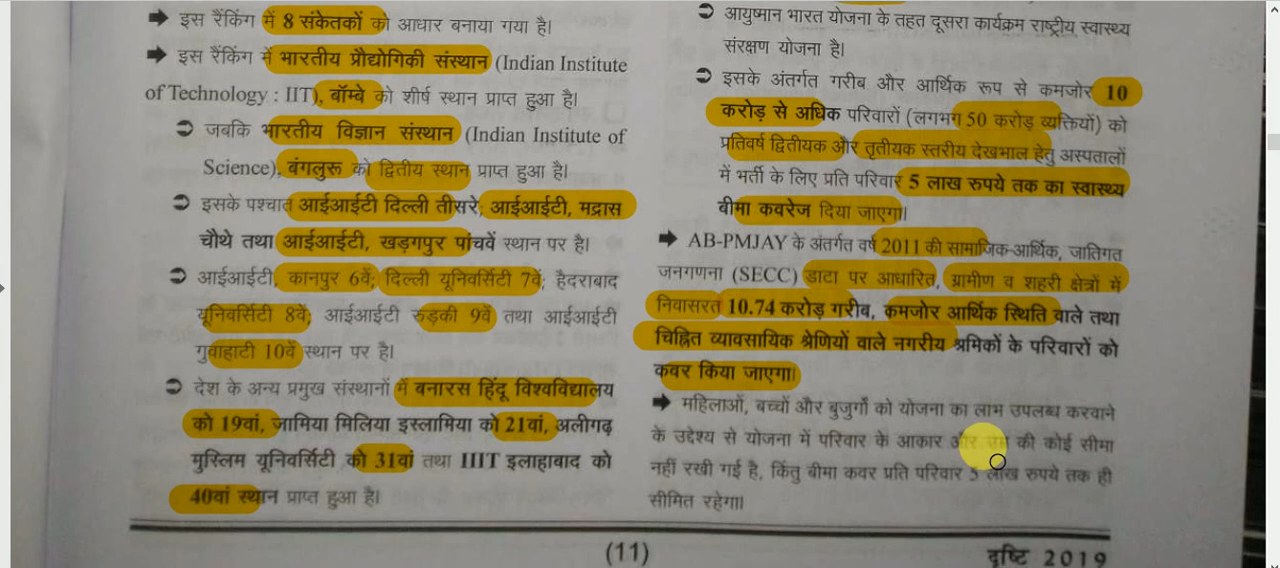 ➡ इस रैंकिंग में 8 संकेतकों को आधार बनाया गया है।
➡ इस रैंकिंग में भारतीय प्रौद्योगिकी संस्थान (Indian Institute
of Technology : IIT), बॉम्बे को शीर्ष स्थान प्राप्त हुआ है।
⊃ जबकि भारतीय विज्ञान संस्थान (Indian Institute of
Science), बंगलुरू को द्वितीय स्थान प्राप्त हुआ है।
⊃ इसके पश्चात आईआईटी दिल्ली तीसरे; आईआईटी, मद्रास
चौथे तथा आईआईटी, खड़गपुर पांचवें स्थान पर है।
⊃ आईआईटी, कानपुर 6वें; दिल्ली यूनिवर्सिटी 7वें; हैदराबाद
यूनिवर्सिटी 8वें; आईआईटी रुड़की 9वें तथा आईआईटी
गुवाहाटी 10वें स्थान पर है।
⊃ देश के अन्य प्रमुख संस्थानों में बनारस हिंदू विश्वविद्यालय
को 19वां, जामिया मिलिया इस्लामिया को 21वां, अलीगढ़
मुस्लिम यूनिवर्सिटी को 31वां तथा IIIT इलाहाबाद को
40वां स्थान प्राप्त हुआ है।
⊃ आयुष्मान भारत योजना के तहत दूसरा कार्यक्रम राष्ट्रीय स्वास्थ्य
संरक्षण योजना है।
⊃ इसके अंतर्गत गरीब और आर्थिक रूप से कमजोर 10
करोड़ से अधिक परिवारों (लगभग 50 करोड़ व्यक्तियों) को
प्रतिवर्ष द्वितीयक और तृतीयक स्तरीय देखभाल हेतु अस्पतालों
में भर्ती के लिए प्रति परिवार 5 लाख रुपये तक का स्वास्थ्य
बीमा कवरेज दिया जाएगा।
➡ AB-PMJAY के अंतर्गत वर्ष 2011 की सामाजिक-आर्थिक, जातिगत
जनगणना (SECC) डाटा पर आधारित, ग्रामीण व शहरी क्षेत्रों में
निवासरत 10.74 करोड़ गरीब, कमजोर आर्थिक स्थिति वाले तथा
चिह्नित व्यावसायिक श्रेणियों वाले नगरीय श्रमिकों के परिवारों को
कवर किया जाएगा।
➡ महिलाओं, बच्चों और बुजुर्गों को योजना का लाभ उपलब्ध करवाने
के उद्देश्य से योजना में परिवार के आकार और उम्र की कोई सीमा
नहीं रखी गई है, किंतु बीमा कवर प्रति परिवार 5 लाख रुपये तक ही
सीमित रहेगा।
(11)
दृष्टि 2019